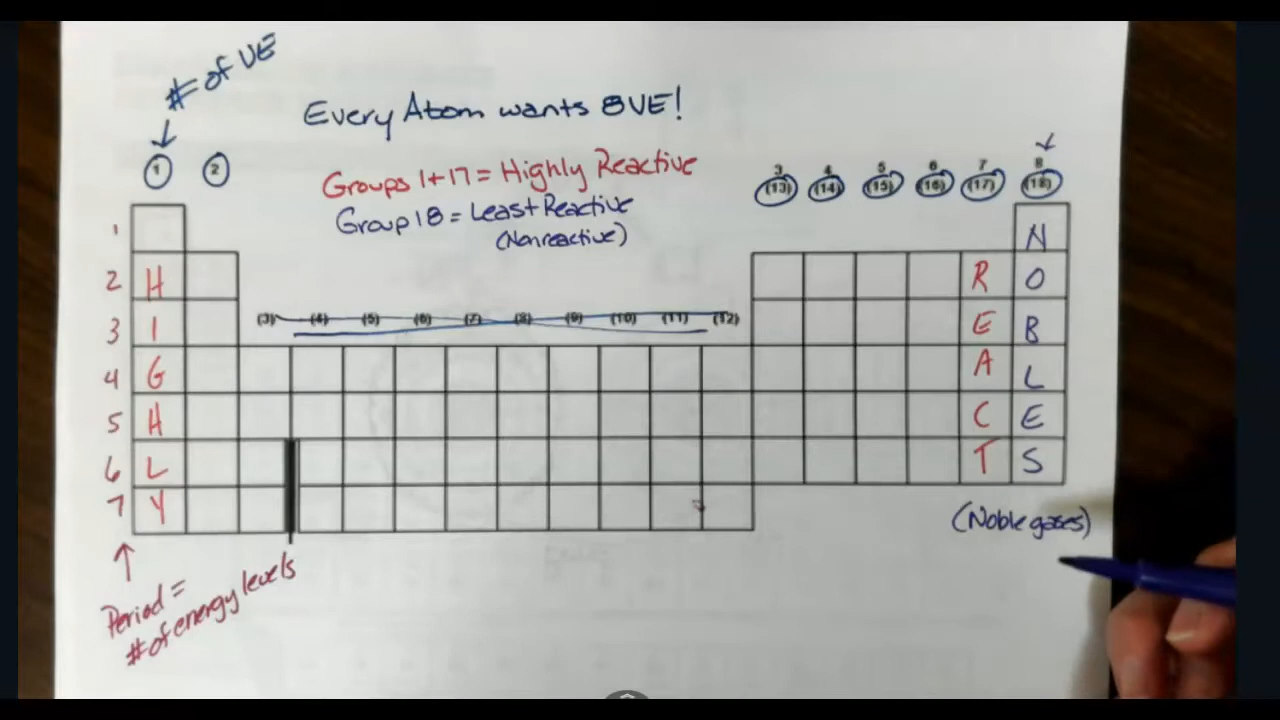 # of VE
Every Atom wants 8VE!
Groups 1+17 = Highly Reactive
Group 18 = Least Reactive
(Nonreactive)
1 2
3 4 5 6 7 8
(13) (14) (15) (16) (17) (18)
(3) (4) (5) (6) (7) (8) (9) (10) (11) (12)
1 N
2 H R O
3 I E B
4 G A L
5 H C E
6 L T S
7 Y
(Noble gases)
Period =
# of energy levels